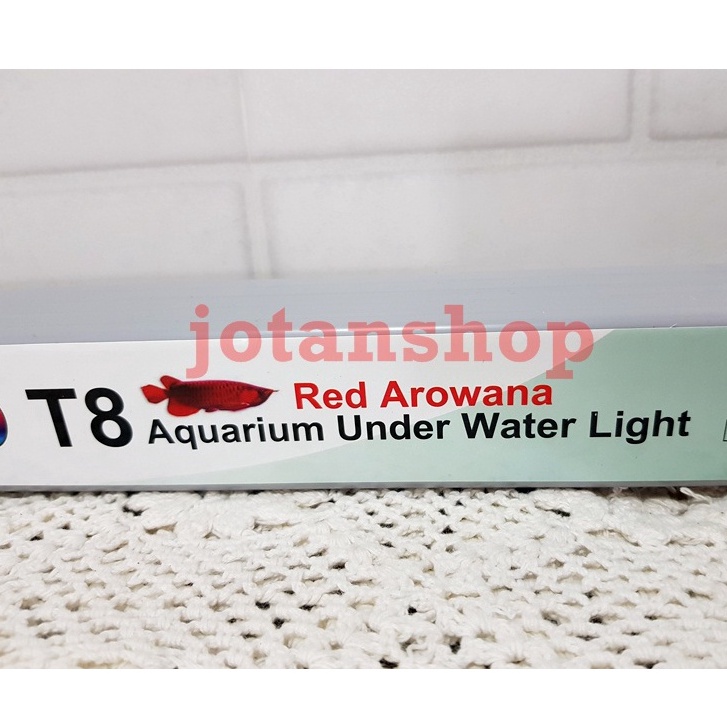 jotanshop
T8 Red Arowana
Aquarium Under Water Light